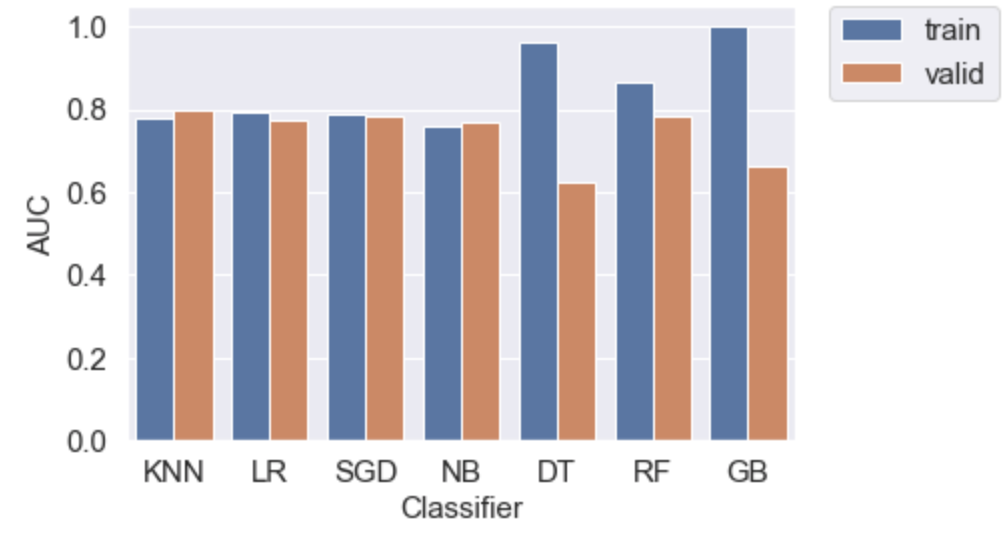 1.0
0.8
0.6
0.4
0.2
0.0
AUC
KNN LR SGD NB DT RF GB
Classifier
train
valid